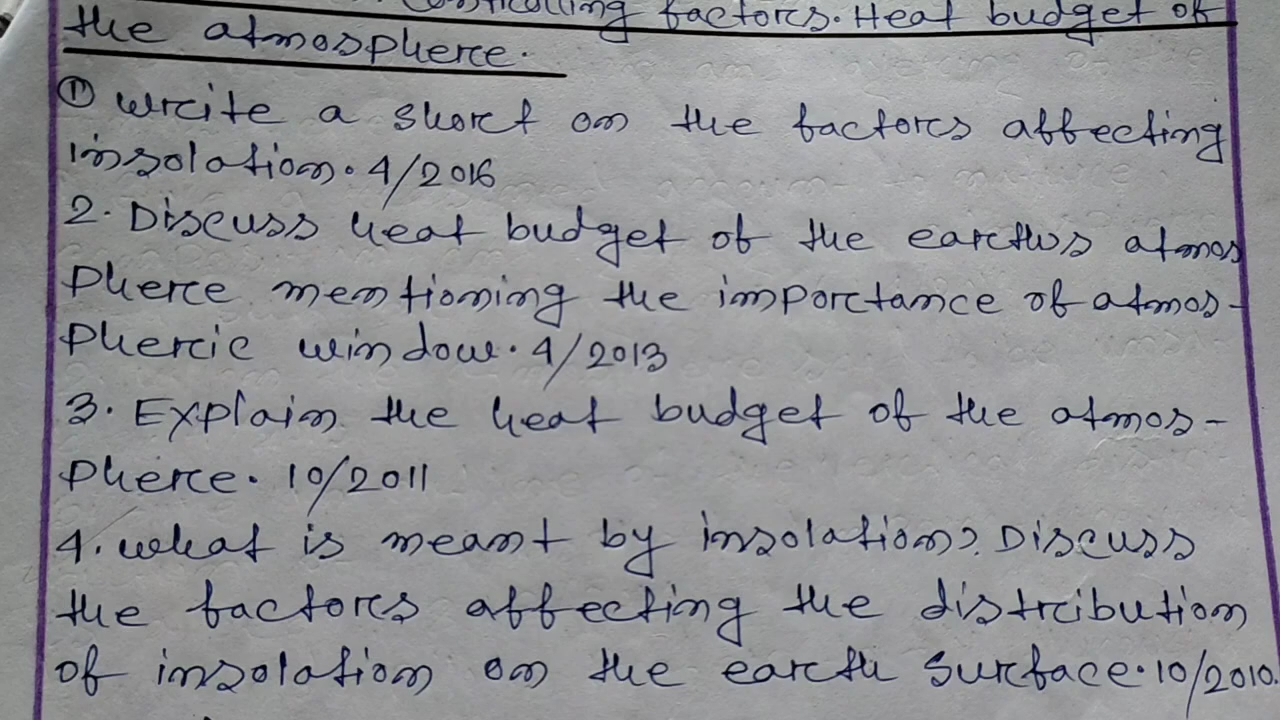 Controlling factors. Heat budget of
the atmosphere.
① Write a short on the factors affecting
insolation. 4/2016
2. Discuss heat budget of the earths atmos
phere mentioning the importance of atmos-
pheric window. 4/2013
3. Explain the heat budget of the atmos-
phere. 10/2011
4. What is meant by insolation? Discuss
the factors affecting the distribution
of insolation on the earth surface. 10/2010.